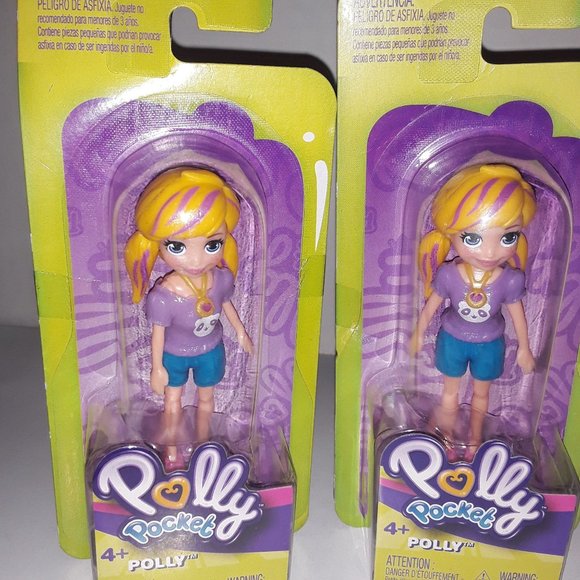 PELIGRO DE ASFIXIA. Juguete no
recomendado para menores de 3 años.
Contiene piezas pequeñas que podrían provocar
asfixia en caso de ser ingeridas por el niño/a.
ADVERTENCIA:
PELIGRO DE ASFIXIA. Juguete no
recomendado para menores de 3 años.
Contiene piezas pequeñas que podrían provocar
asfixia en caso de ser ingeridas por el niño/a.
Polly
Pocket
4+
POLLY™
WARNING
Polly
Pocket
4+
POLLY™
ATTENTION :
DANGER D'ÉTOUFFEMENT
WARNING